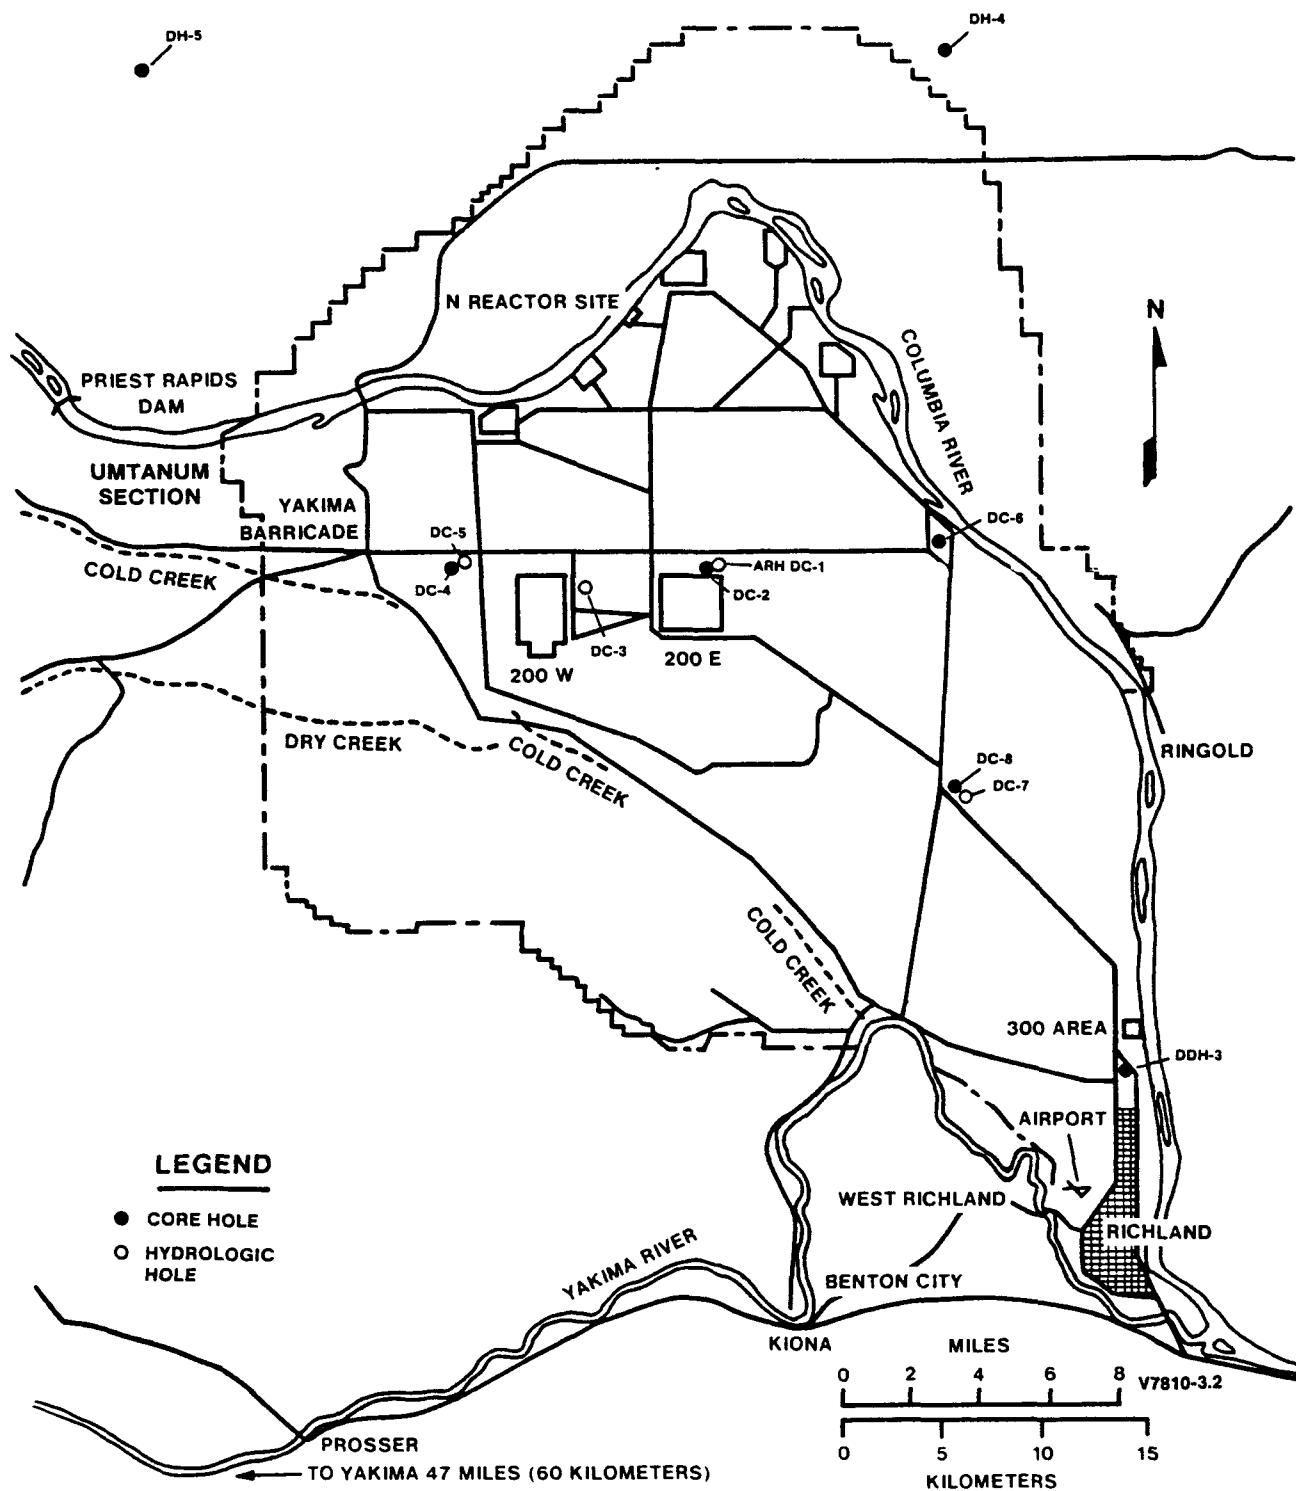 DH-5
DH-4
N REACTOR SITE
N
PRIEST RAPIDS
DAM
COLUMBIA RIVER
UMTANUM
SECTION
YAKIMA
BARRICADE
DC-6
DC-5
COLD CREEK
DC-4
ARH DC-1
DC-2
DC-3
200 W
200 E
DRY CREEK
COLD CREEK
RINGOLD
DC-8
DC-7
COLD CREEK
300 AREA
DDH-3
AIRPORT
LEGEND
CORE HOLE
HYDROLOGIC
HOLE
WEST RICHLAND
RICHLAND
YAKIMA RIVER
BENTON CITY
KIONA
MILES
0 2 4 6 8
V7810-3.2
PROSSER
0 5 10 15
TO YAKIMA 47 MILES (60 KILOMETERS)
KILOMETERS